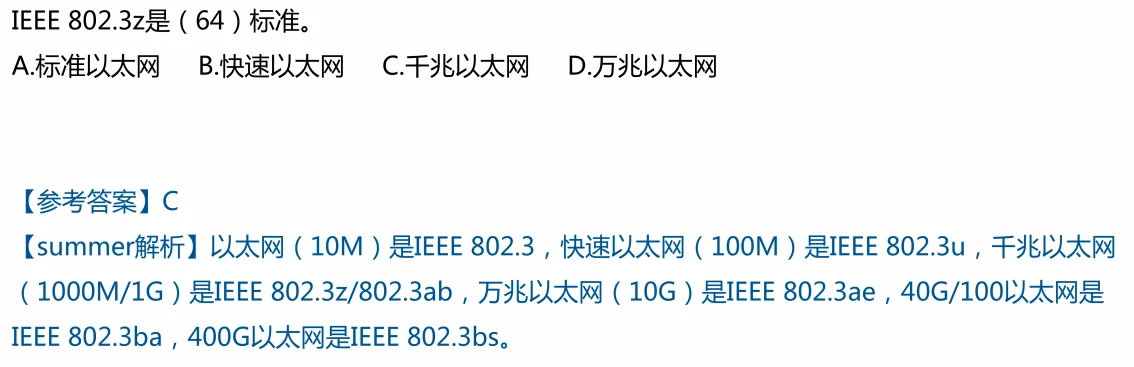 IEEE 802.3z是（64）标准。
A.标准以太网 B.快速以太网 C.千兆以太网 D.万兆以太网
【参考答案】C
【summer解析】以太网（10M）是IEEE 802.3，快速以太网（100M）是IEEE 802.3u，千兆以太网
（1000M/1G）是IEEE 802.3z/802.3ab，万兆以太网（10G）是IEEE 802.3ae，40G/100以太网是
IEEE 802.3ba，400G以太网是IEEE 802.3bs。